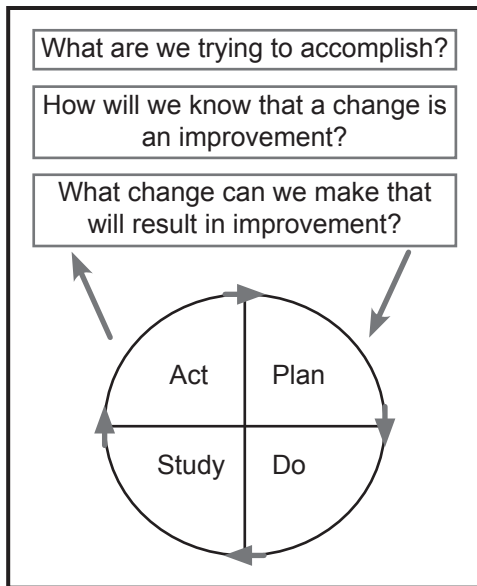 What are we trying to accomplish?
How will we know that a change is
an improvement?
What change can we make that
will result in improvement?
Act
Plan
Study
Do